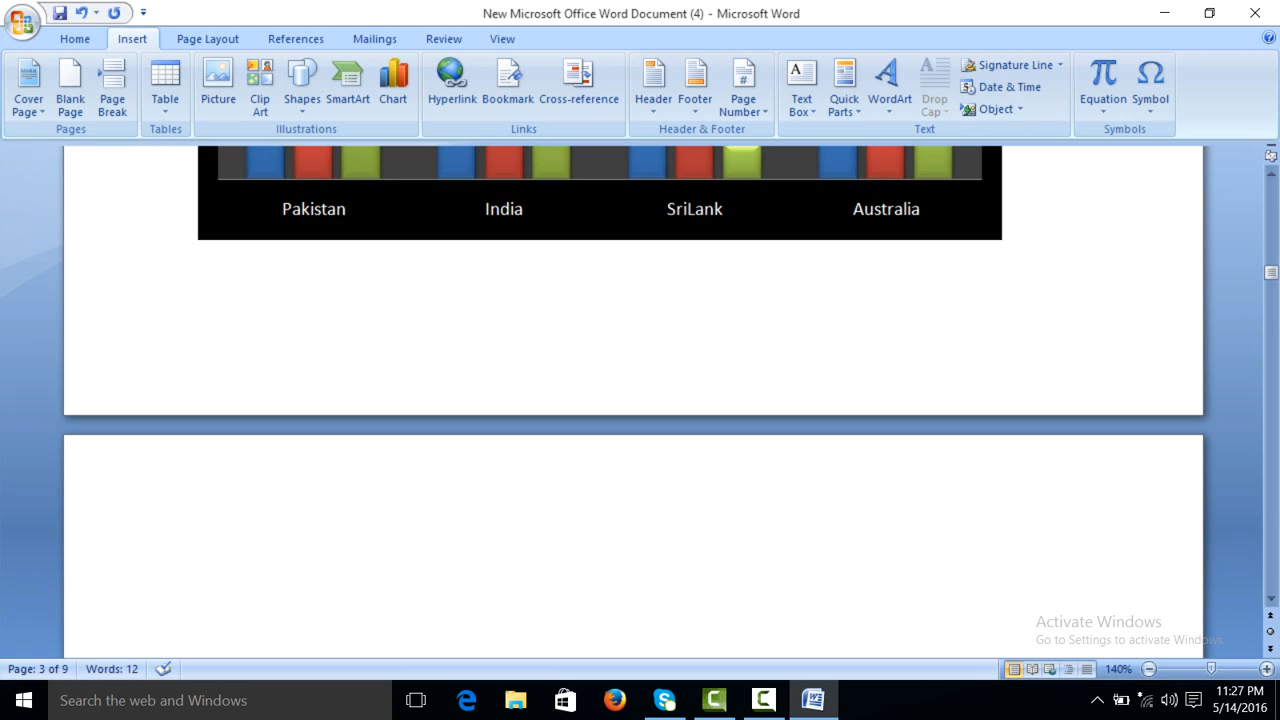 New Microsoft Office Word Document (4) - Microsoft Word
Home Insert Page Layout References Mailings Review View
Cover Page Blank Page Page Break Table Picture Clip Art Shapes SmartArt Chart Hyperlink Bookmark Cross-reference Header Footer Page Number Text Box Quick Parts WordArt Drop Cap Signature Line Date & Time Object Equation Symbol
Pages Tables Illustrations Links Header & Footer Text Symbols
Pakistan India SriLank Australia
Activate Windows
Go to Settings to activate Windows.
Page: 3 of 9 Words: 12 140%
Search the web and Windows 11:27 PM
5/14/2016